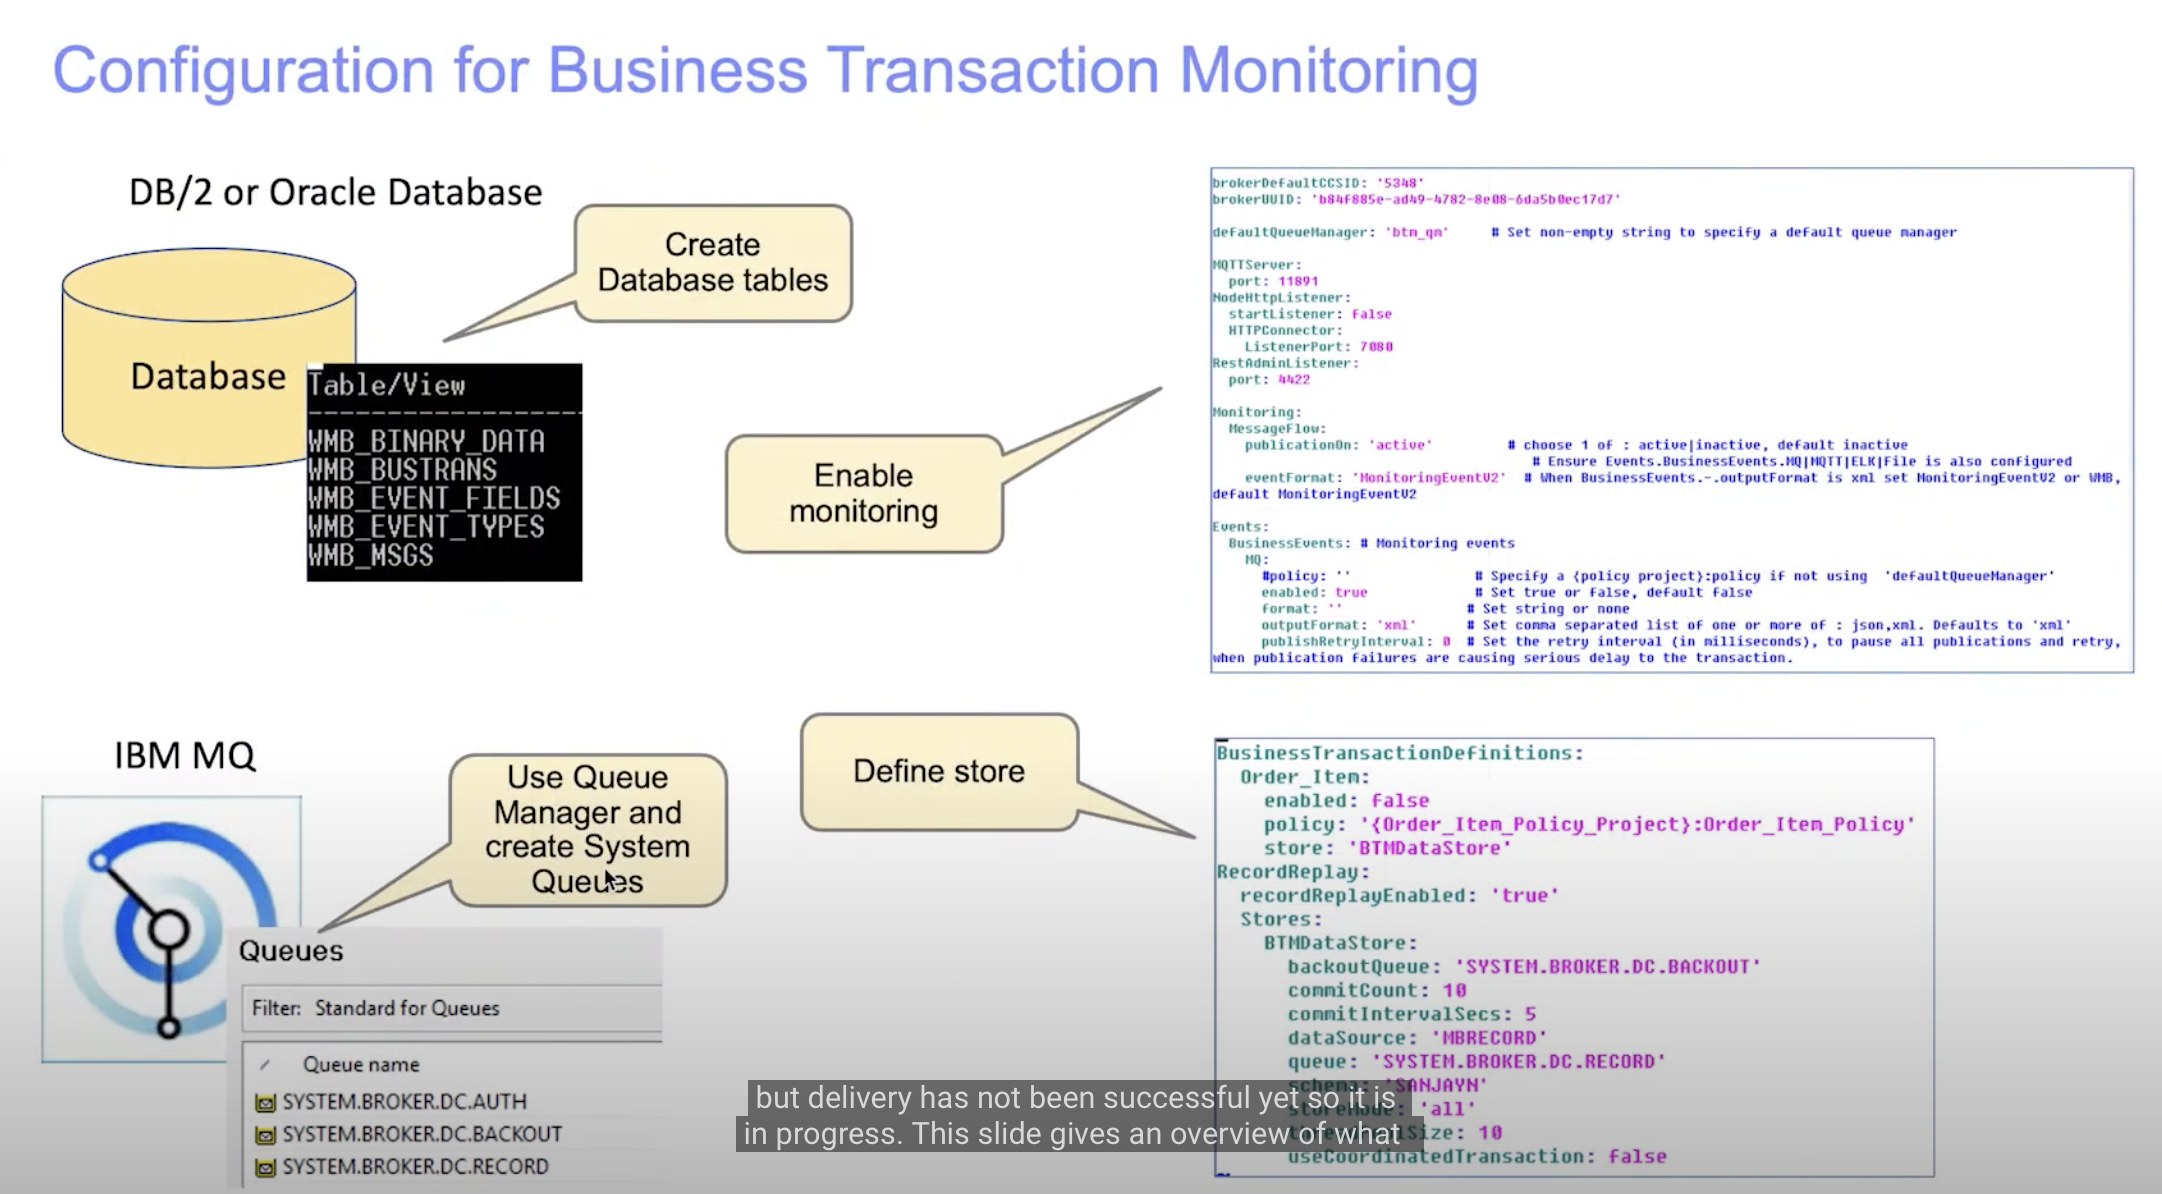 Configuration for Business Transaction Monitoring
DB/2 or Oracle Database
Create
Database tables
Database
Table/View
--------------------
WMB_BINARY_DATA
WMB_BUSTRANS
WMB_EVENT_FIELDS
WMB_EVENT_TYPES
WMB_MSGS
Enable
monitoring
brokerDefaultCCSID: '5348'
brokerUUID: 'b84f885e-ad49-4782-8e08-6da5b0ec17d7'
defaultQueueManager: 'btm_qm' # Set non-empty string to specify a default queue manager
MQTTServer:
port: 11891
NodeHttpListener:
startListener: false
HTTPConnector:
ListenerPort: 7080
RestAdminListener:
port: 4422
Monitoring:
MessageFlow:
publicationOn: 'active' # choose 1 of : active|inactive, default inactive
# Ensure Events.BusinessEvents.MQ|MQTT|ELK|File is also configured
eventFormat: 'MonitoringEventV2' # When BusinessEvents.-.outputFormat is xml set MonitoringEventV2 or WMB,
default MonitoringEventV2
Events:
BusinessEvents: # Monitoring events
MQ:
#policy: '' # Specify a {policy project}:policy if not using 'defaultQueueManager'
enabled: true # Set true or false, default false
format: '' # Set string or none
outputFormat: 'xml' # Set comma separated list of one or more of : json,xml. Defaults to 'xml'
publishRetryInterval: 0 # Set the retry interval (in milliseconds), to pause all publications and retry,
when publication failures are causing serious delay to the transaction.
IBM MQ
Use Queue
Manager and
create System
Queues
Queues
Filter: Standard for Queues
Queue name
SYSTEM.BROKER.DC.AUTH
SYSTEM.BROKER.DC.BACKOUT
SYSTEM.BROKER.DC.RECORD
Define store
BusinessTransactionDefinitions:
Order_Item:
enabled: false
policy: '{Order_Item_Policy_Project}:Order_Item_Policy'
store: 'BTMDataStore'
RecordReplay:
recordReplayEnabled: 'true'
Stores:
BTMDataStore:
backoutQueue: 'SYSTEM.BROKER.DC.BACKOUT'
commitCount: 10
commitIntervalSecs: 5
dataSource: 'MBRECORD'
queue: 'SYSTEM.BROKER.DC.RECORD'
schema: 'SANJAYN'
storeMode: 'all'
Size: 10
useCoordinatedTransaction: false
but delivery has not been successful yet so it is
in progress. This slide gives an overview of what